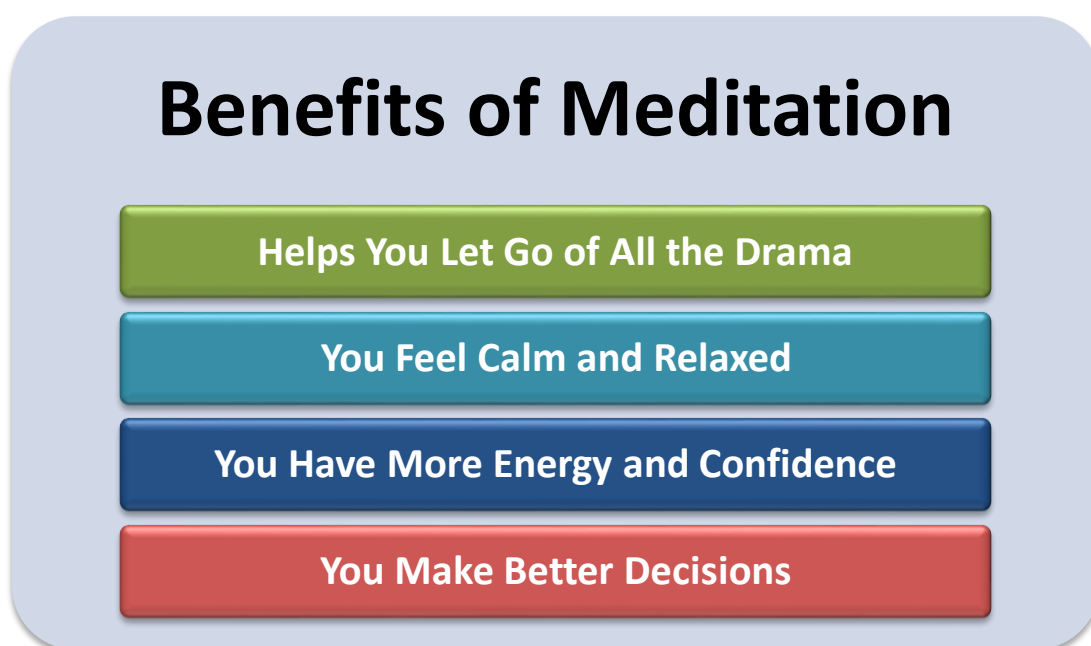 Benefits of Meditation
Helps You Let Go of All the Drama
You Feel Calm and Relaxed
You Have More Energy and Confidence
You Make Better Decisions